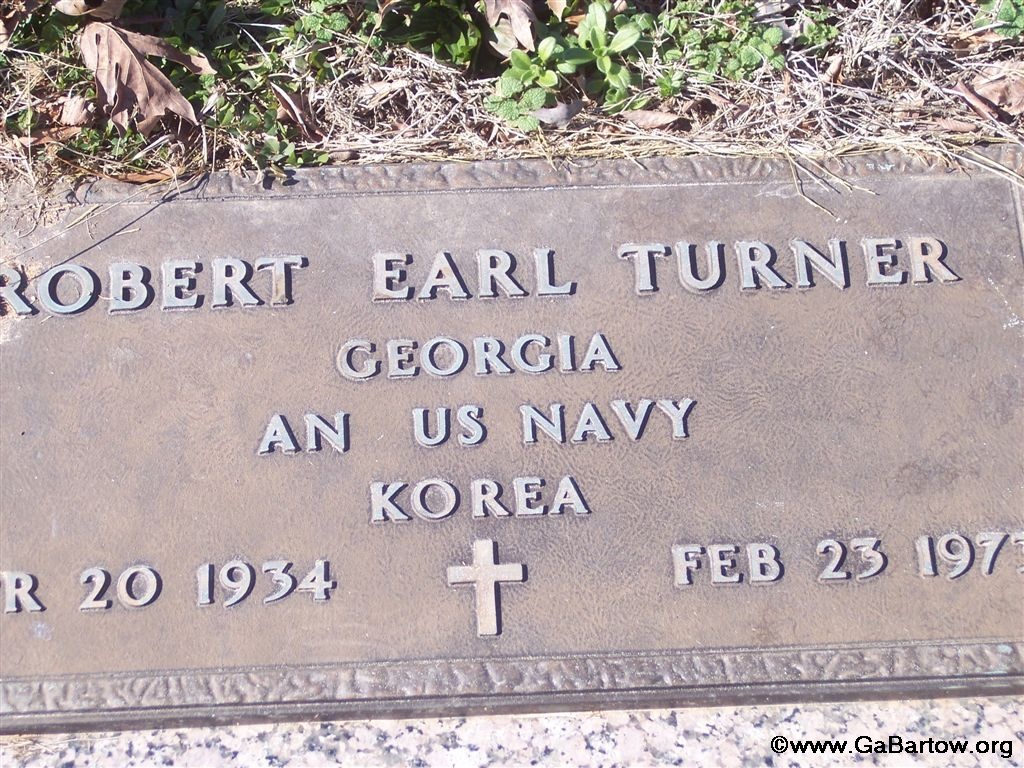 ROBERT EARL TURNER
GEORGIA
AN US NAVY
KOREA
20 1934 FEB 23
©www.GaBartow.org